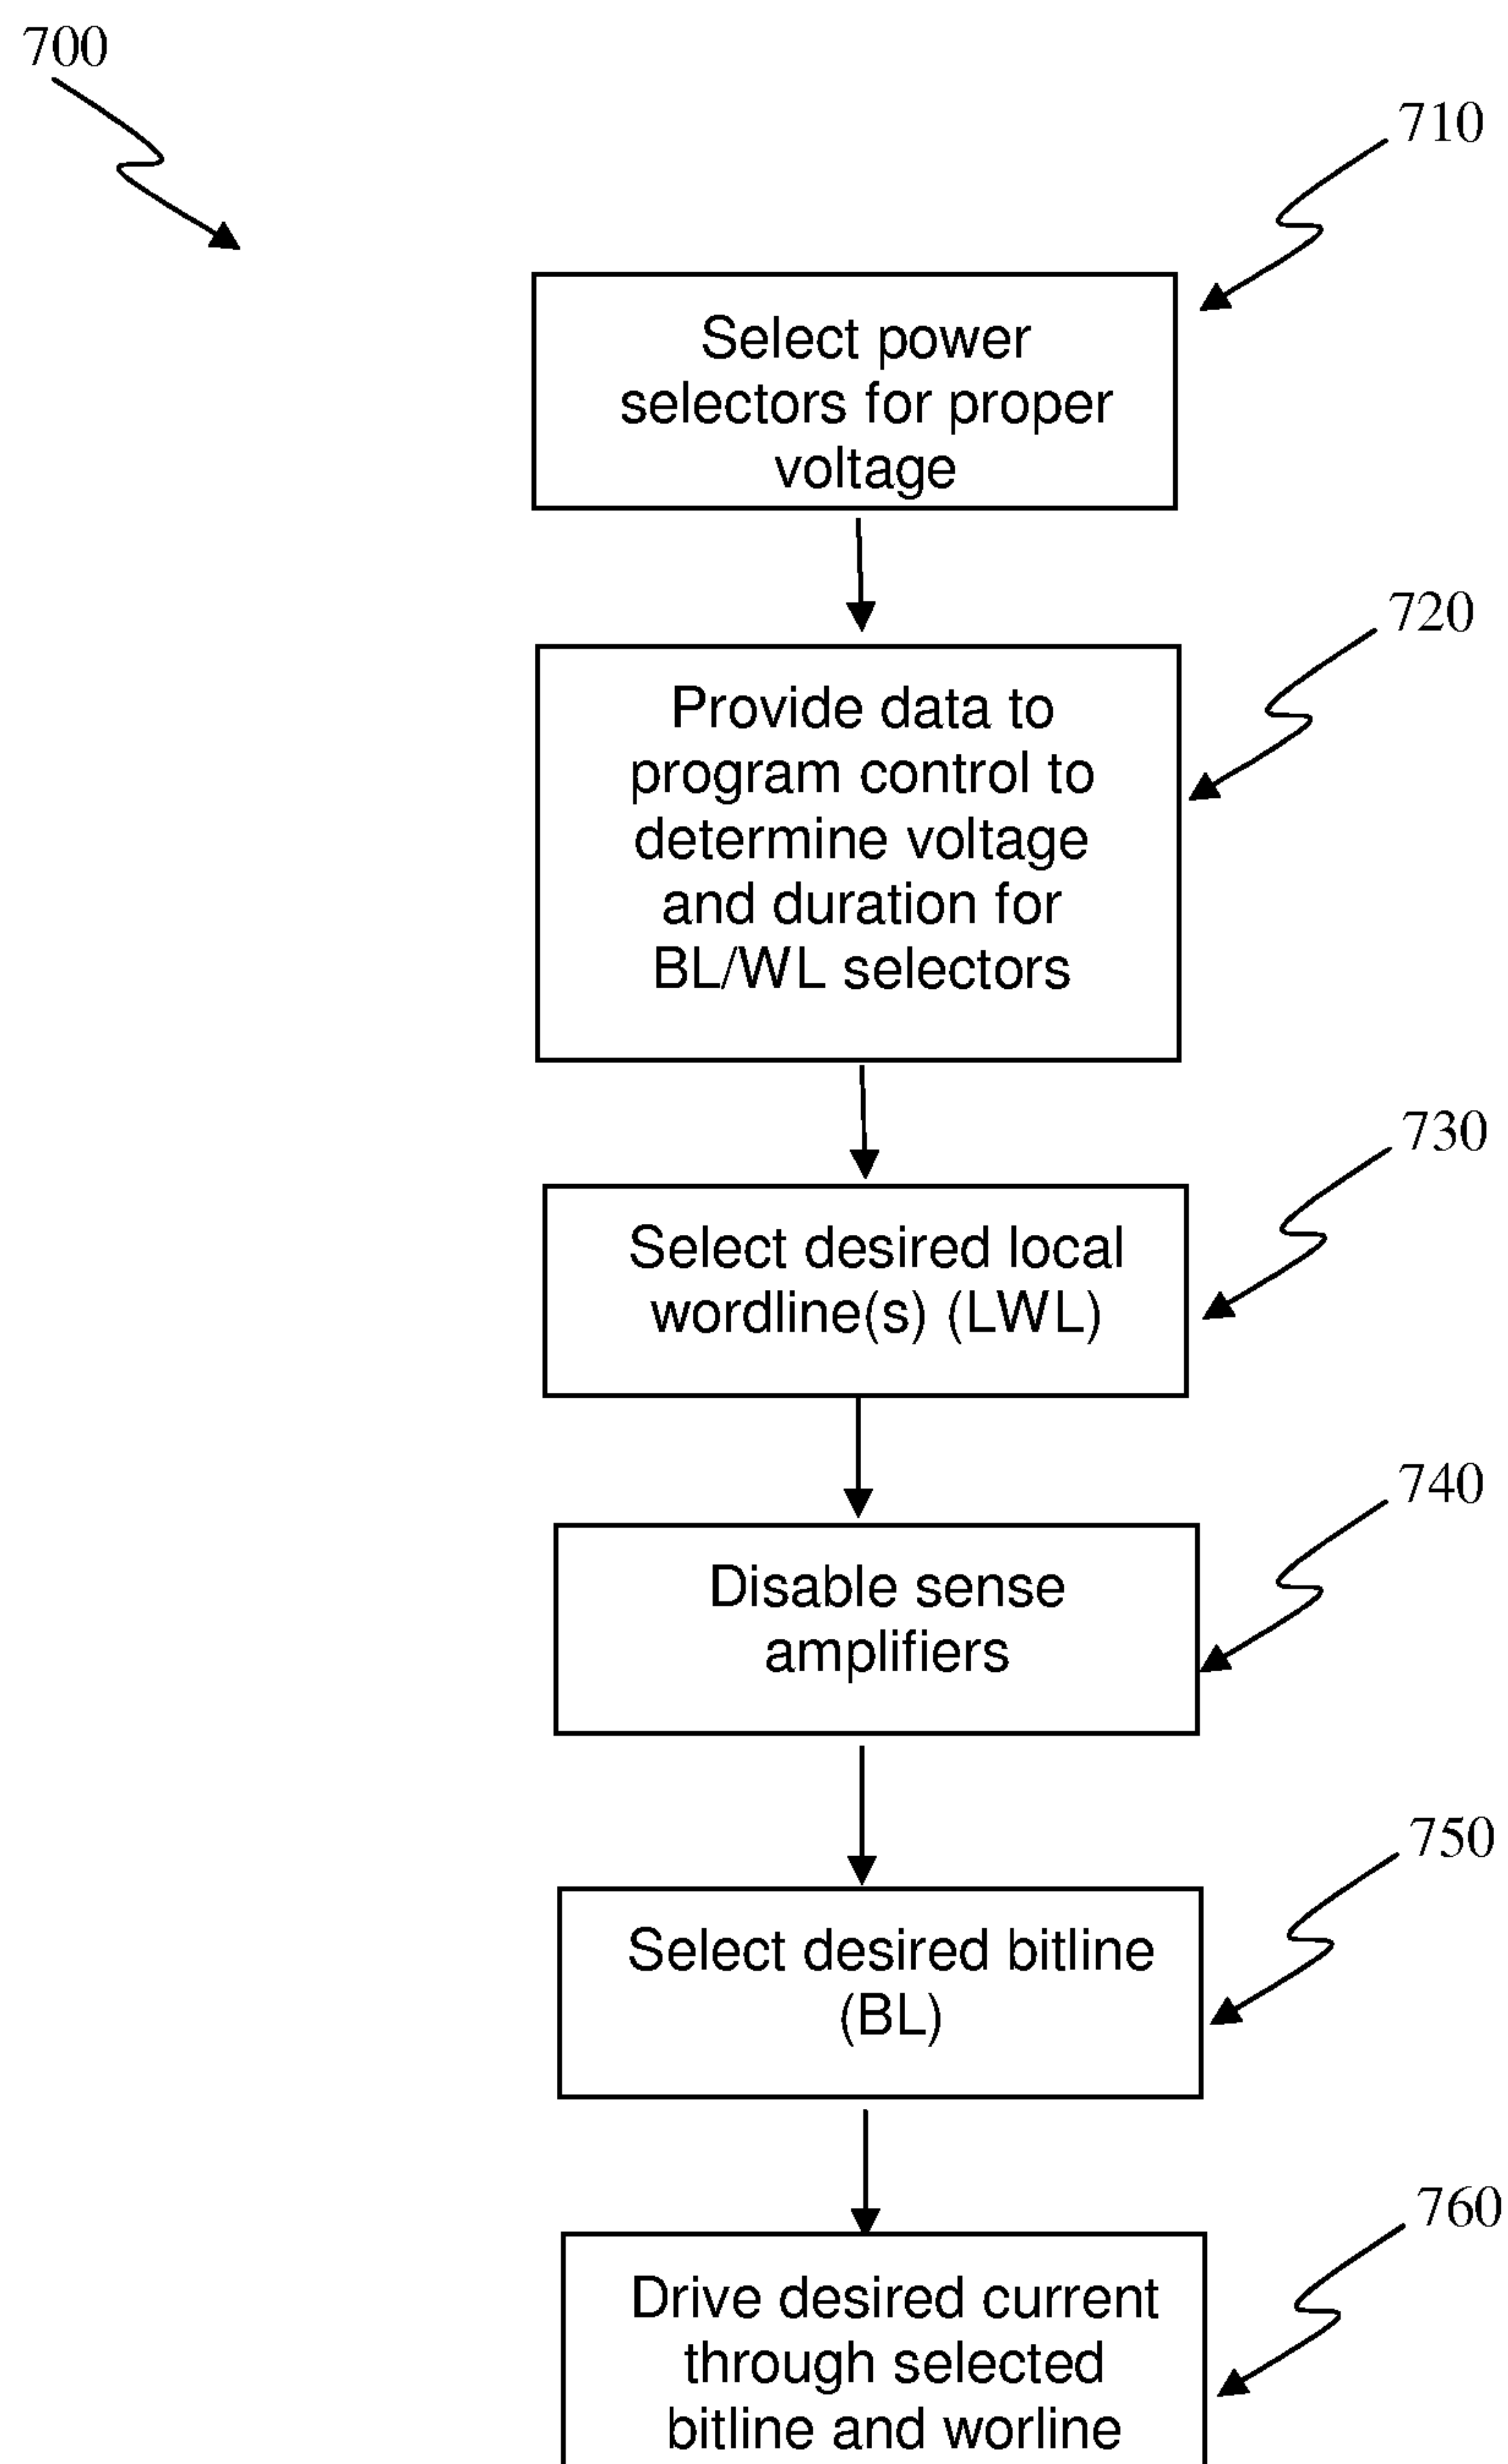 700
710
Select power
selectors for proper
voltage
720
Provide data to
program control to
determine voltage
and duration for
BL/WL selectors
730
Select desired local
wordline(s) (LWL)
740
Disable sense
amplifiers
750
Select desired bitline
(BL)
760
Drive desired current
through selected
bitline and worline